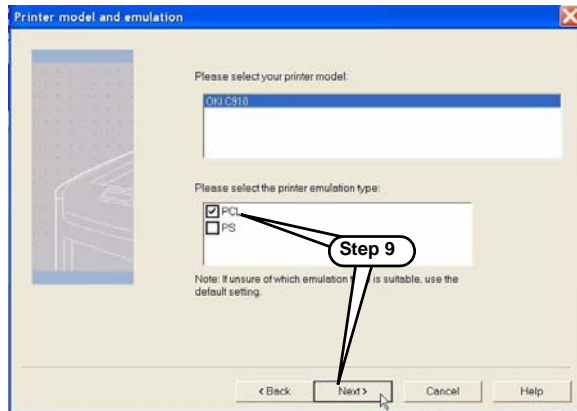 Printer model and emulation
Please select your printer model:
OKI C910
Please select the printer emulation type:
PCL
PS
Step 9
Note: If unsure of which emulation is suitable, use the
default setting.
< Back
Next >
Cancel
Help